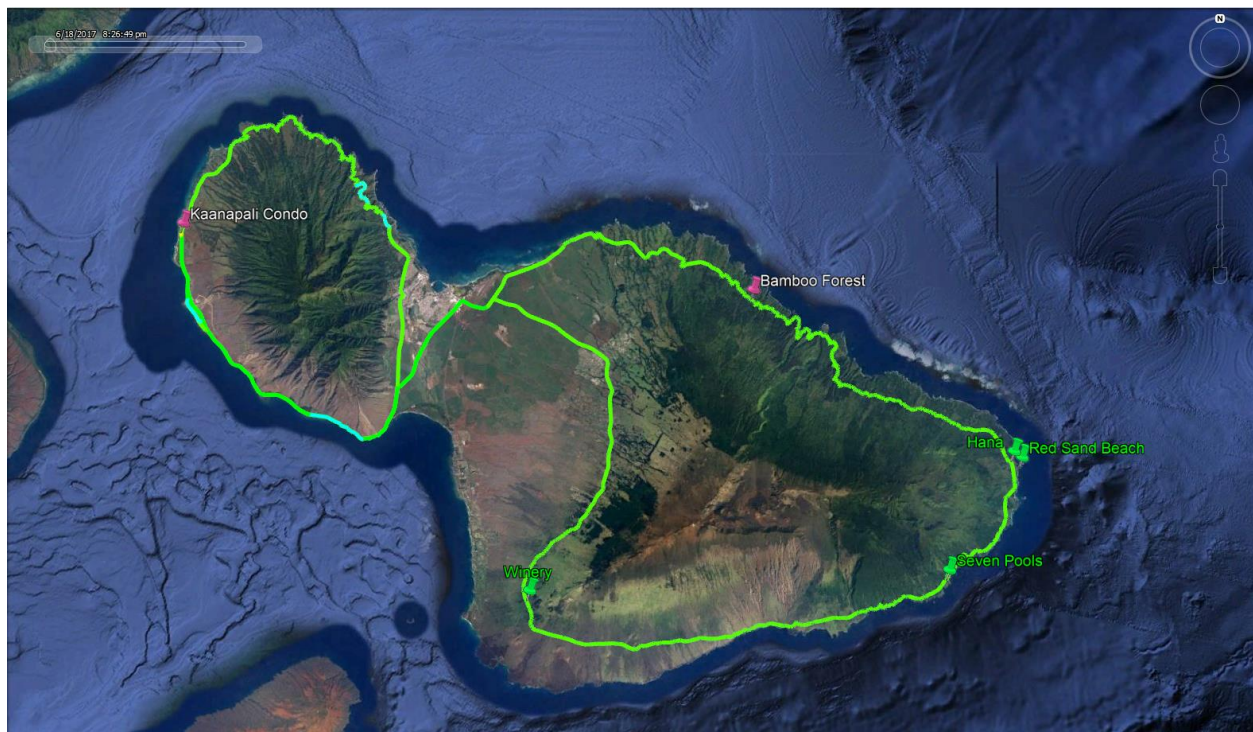 6/18/2017 8:26:49 pm
N
Kaanapali Condo
Bamboo Forest
Hana
Red Sand Beach
Seven Pools
Winery